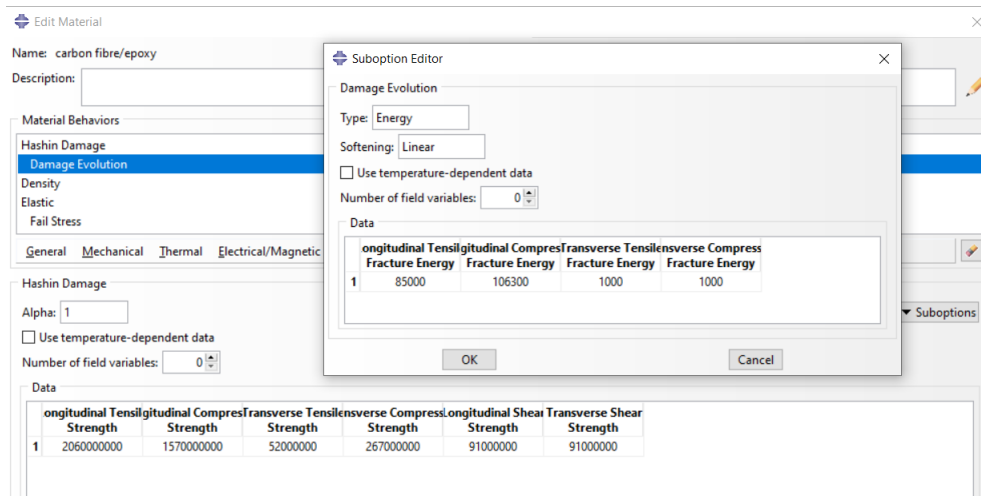 Edit Material
Name: carbon fibre/epoxy
Description:
Material Behaviors
Hashin Damage
Damage Evolution
Density
Elastic
Fail Stress
General Mechanical Thermal Electrical/Magnetic
Hashin Damage
Alpha: 1
Suboptions
Use temperature-dependent data
Number of field variables: 0
Data
ongitudinal Tensil gitudinal Compres Transverse Tensile ensverse Compress Longitudinal Shear Transverse Shear
Strength Strength Strength Strength Strength Strength
1 2060000000 1570000000 52000000 267000000 91000000 91000000
Suboption Editor
Damage Evolution
Type: Energy
Softening: Linear
Use temperature-dependent data
Number of field variables: 0
Data
ongitudinal Tensil gitudinal Compres Transverse Tensile ensverse Compress
Fracture Energy Fracture Energy Fracture Energy Fracture Energy
1 85000 106300 1000 1000
OK Cancel